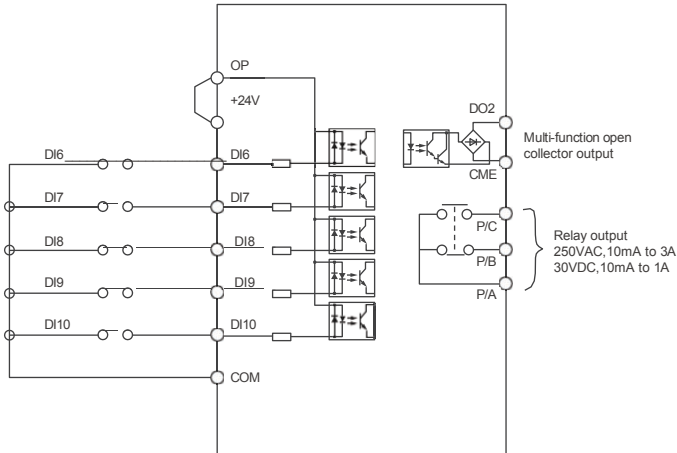 OP
+24V
DO2
Multi-function open
collector output
CME
DI6
DI6
DI7
DI7
P/C
DI8
DI8
Relay output
250VAC,10mA to 3A
30VDC,10mA to 1A
P/B
DI9
DI9
P/A
DI10
DI10
COM